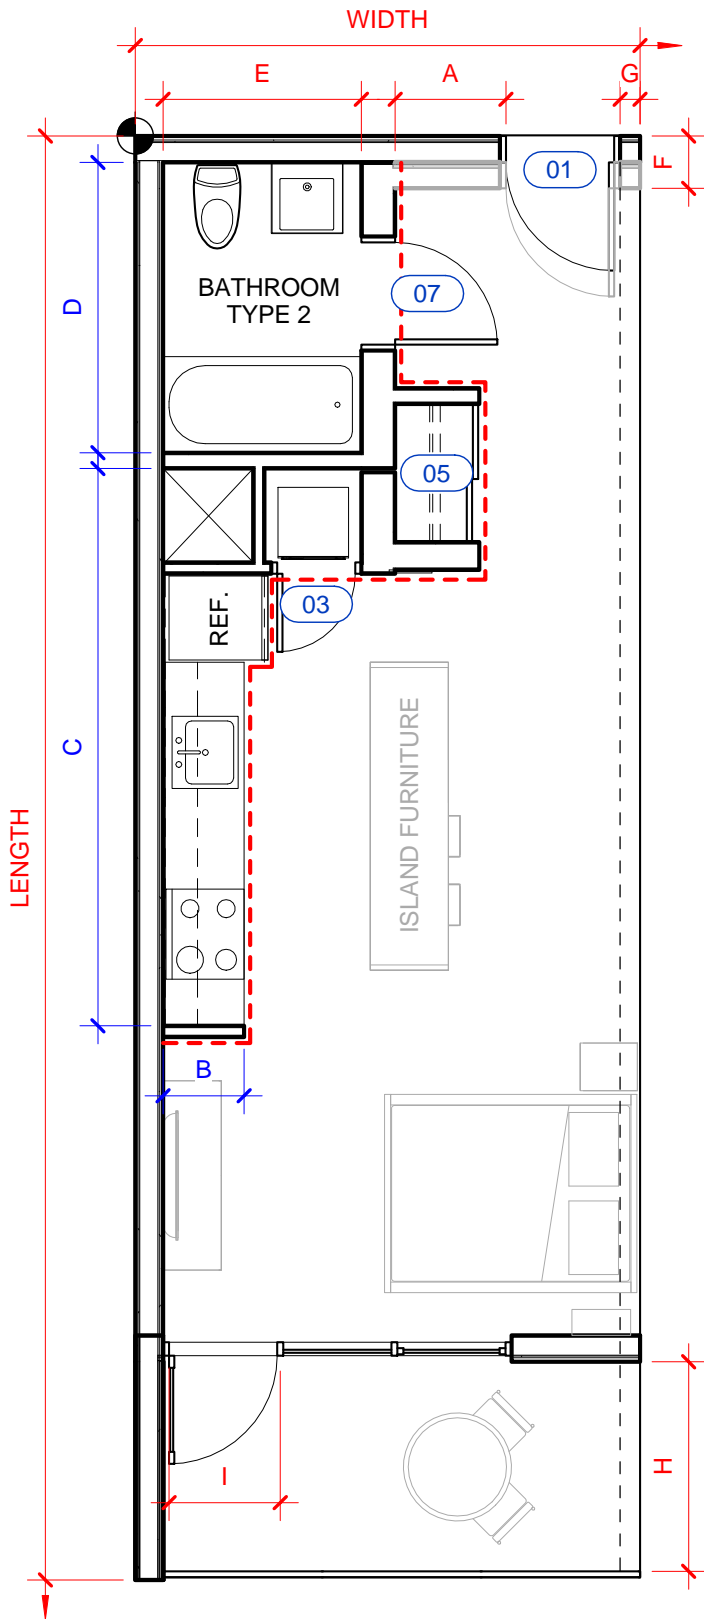 WIDTH
E
A
G
F
01
BATHROOM
TYPE 2
07
D
05
03
REF.
C
ISLAND FURNITURE
LENGTH
B
I
H